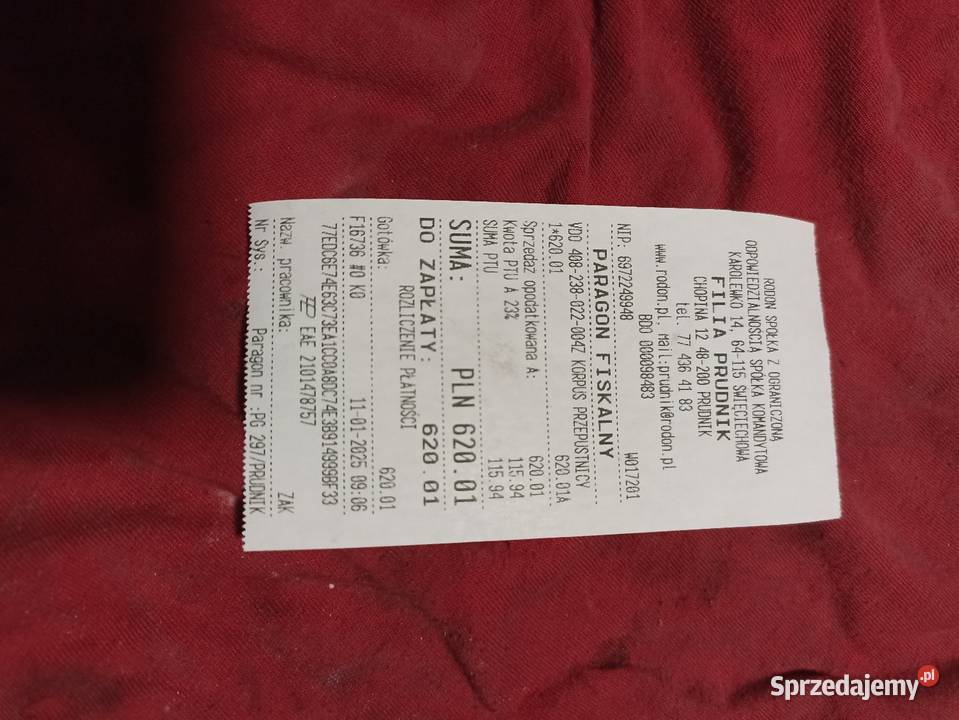 RODON SPÓŁKA Z OGRANICZONĄ
ODPOWIEDZIALNOŚCIĄ SPÓŁKA KOMANDYTOWA
KAROLEWKO 14, 64-115 ŚWIĘCIECHOWA
FILIA PRUDNIK
CHOPINA 12 48-200 PRUDNIK
tel. 77 436 41 83
www.rodon.pl, mail:prudnik@rodon.pl
BDO 000098483
NIP: 6972249948 W017201
PARAGON FISKALNY
VDO 408-238-022-004Z KORPUS PRZEPUSTNICY
1*620.01 620.01A
Sprzedaż opodatkowana A: 620.01
Kwota PTU A 23% 115.94
SUMA PTU 115.94
SUMA: PLN 620.01
DO ZAPŁATY: 620.01
ROZLICZENIE PŁATNOŚCI
Gotówka: 620.01
F16736 #0 KO 11-01-2025 09:06
77EDC8E74E63C73EA1CC0A8DC74E38914999BF33
EAE 2101478757
Nazw. pracownika: ZAK
Nr Sys.: Paragon nr :PG 297/PRUDNIK
Sprzedajemy.pl